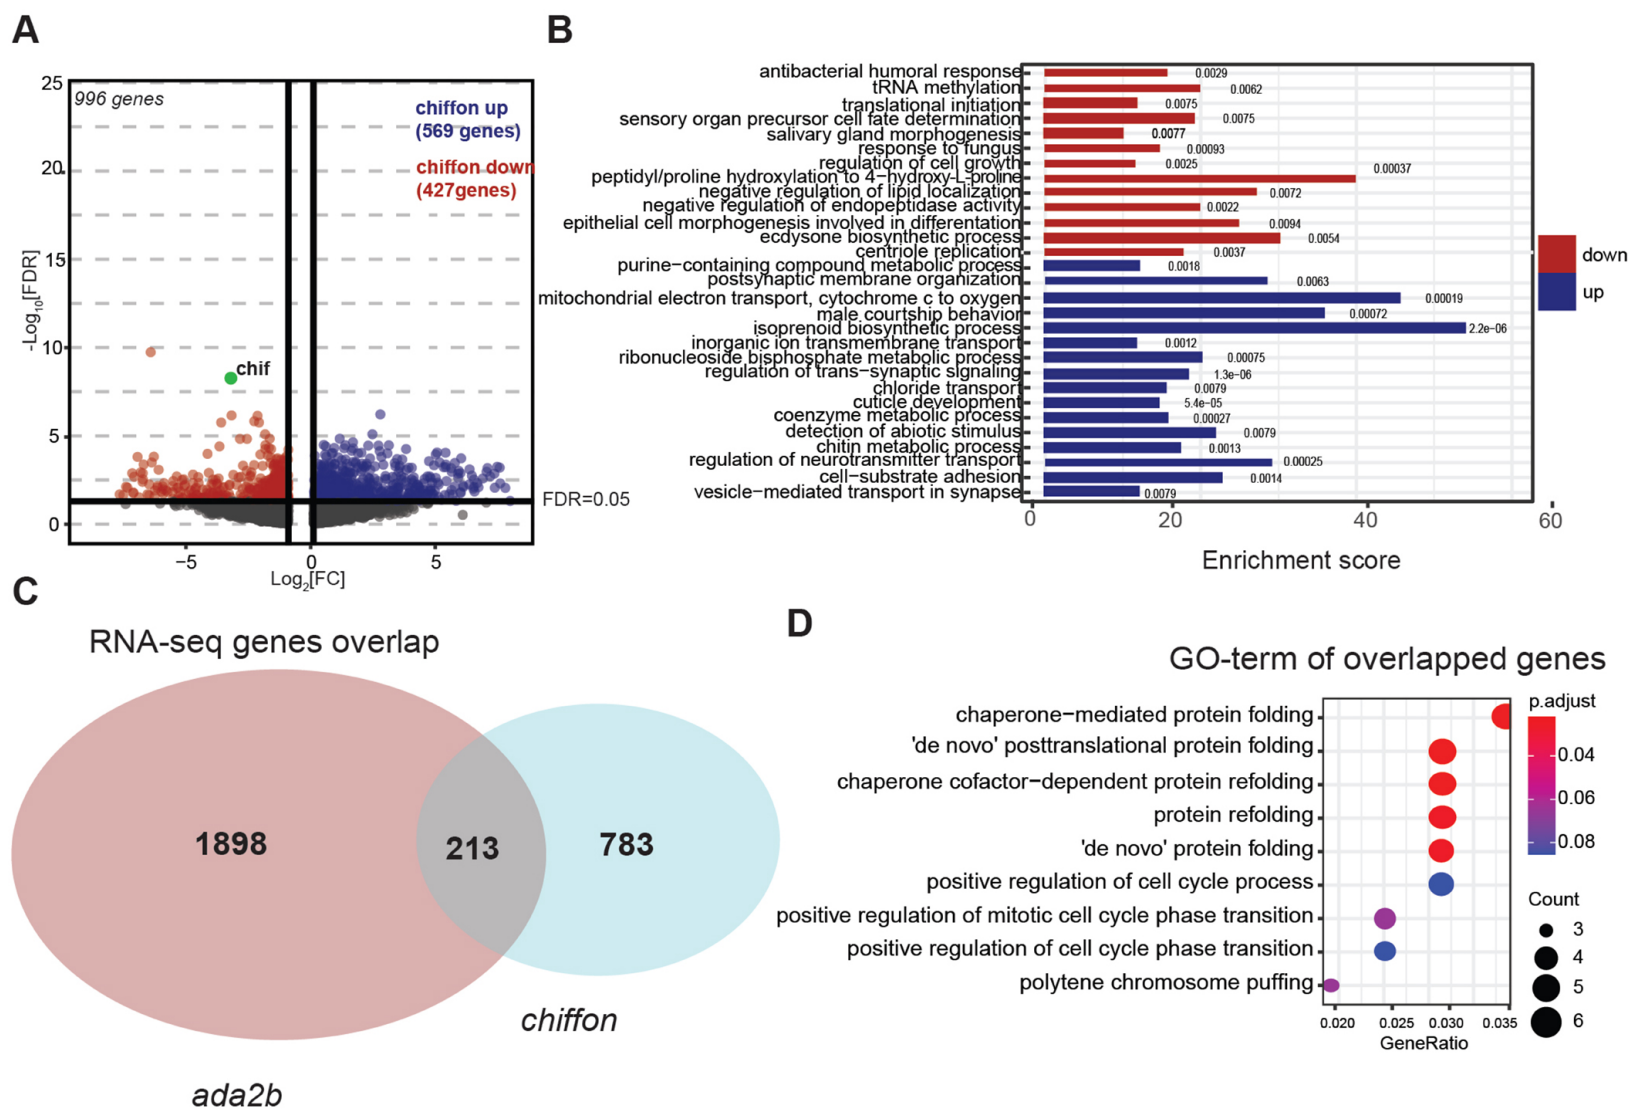 A
996 genes
chiffon up
(569 genes)
chiffon down
(427genes)
chif
FDR=0.05
25
20
15
10
5
0
-Log10[FDR]
−5
0
5
Log2[FC]
B
antibacterial humoral response 0.0029
tRNA methylation 0.0062
translational initiation 0.0075
sensory organ precursor cell fate determination 0.0075
salivary gland morphogenesis 0.0077
response to fungus 0.00093
regulation of cell growth 0.0025
peptidyl/proline hydroxylation to 4−hydroxy-L-proline 0.00037
negative regulation of lipid localization 0.0072
negative regulation of endopeptidase activity 0.0022
epithelial cell morphogenesis involved in differentation 0.0094
ecdysone biosynthetic process 0.0054
centriole replication 0.0037
purine−containing compound metabolic process 0.0018
postsynaptic membrane organization 0.0063
mitochondrial electron transport, cytochrome c to oxygen 0.00019
male courtship behavior 0.00072
isoprenoid biosynthetic process 2.2e-06
inorganic ion transmembrane transport 0.0012
ribonucleoside bisphosphate metabolic process 0.00075
regulation of trans−synaptic signaling 1.3e-06
chloride transport 0.0079
cuticle development 5.4e-05
coenzyme metabolic process 0.00027
detection of abiotic stimulus 0.0079
chitin metabolic process 0.0013
regulation of neurotransmitter transport 0.00025
cell−substrate adhesion 0.0014
vesicle−mediated transport in synapse 0.0079
0
20
40
60
Enrichment score
down
up
C
RNA-seq genes overlap
1898
213
783
chiffon
ada2b
D
GO-term of overlapped genes
chaperone−mediated protein folding
'de novo' posttranslational protein folding
chaperone cofactor−dependent protein refolding
protein refolding
'de novo' protein folding
positive regulation of cell cycle process
positive regulation of mitotic cell cycle phase transition
positive regulation of cell cycle phase transition
polytene chromosome puffing
0.020
0.025
0.030
0.035
GeneRatio
p.adjust
0.04
0.06
0.08
Count
3
4
5
6